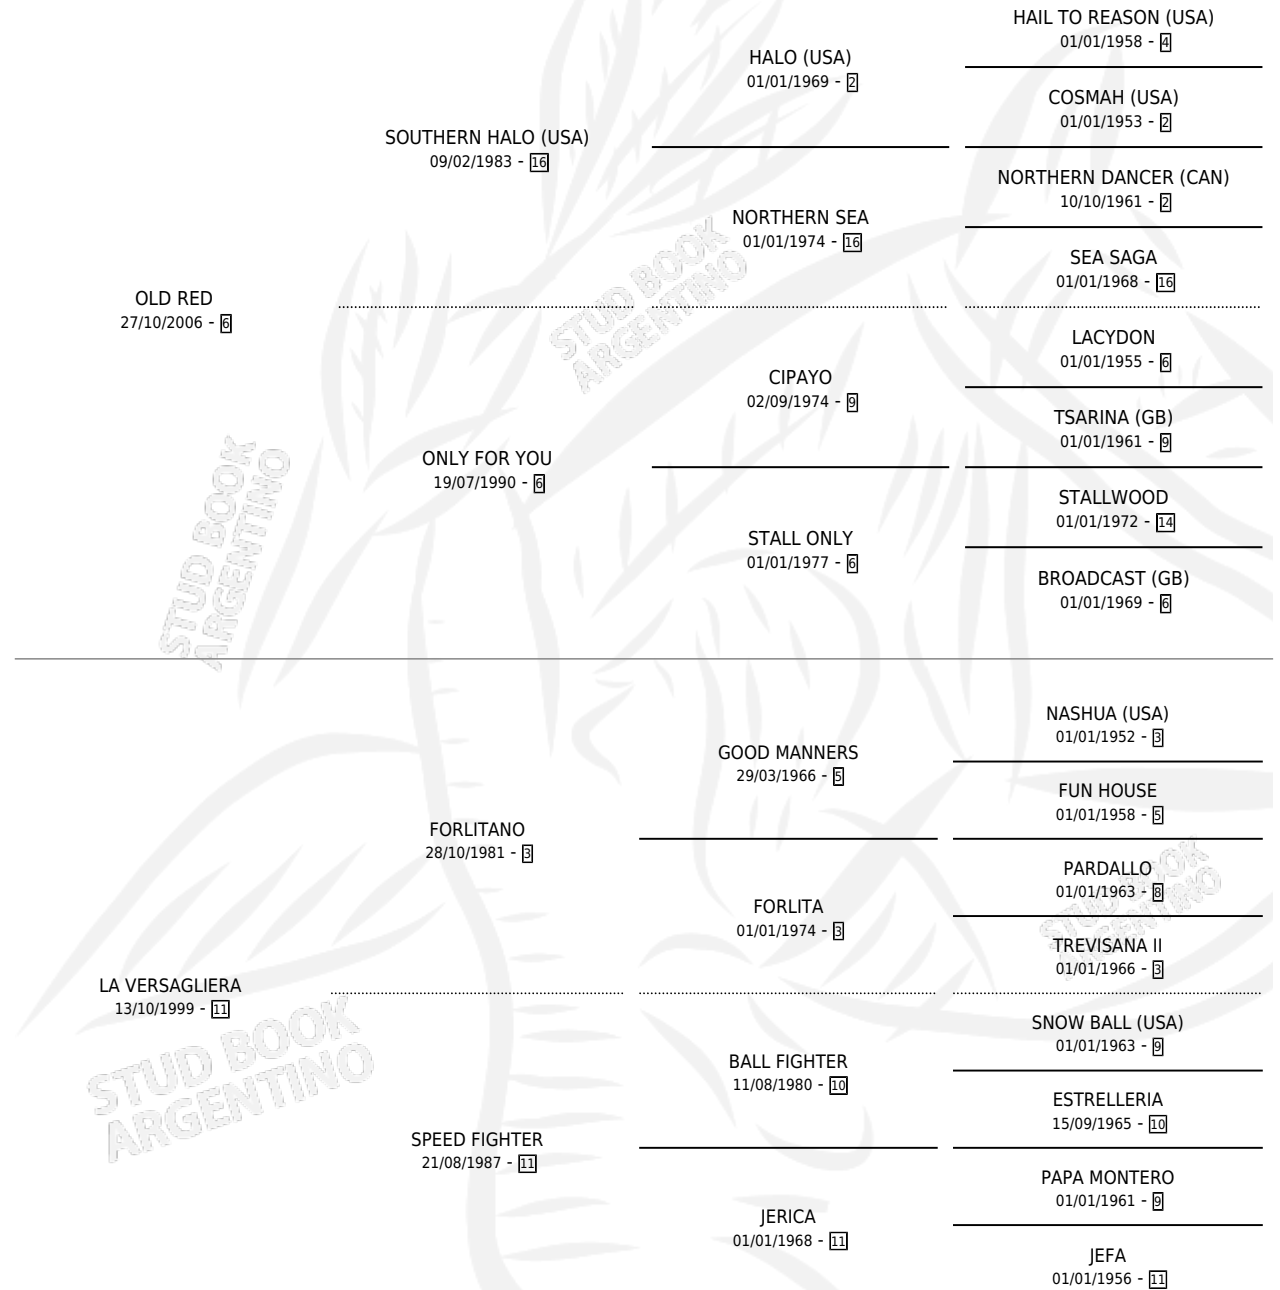 HAIL TO REASON (USA)
01/01/1958 - 4
HALO (USA)
01/01/1969 - 2
COSMAH (USA)
01/01/1953 - 2
SOUTHERN HALO (USA)
09/02/1983 - 16
NORTHERN DANCER (CAN)
10/10/1961 - 2
NORTHERN SEA
01/01/1974 - 16
SEA SAGA
01/01/1968 - 16
OLD RED
27/10/2006 - 6
LACYDON
01/01/1955 - 6
CIPAYO
02/09/1974 - 9
TSARINA (GB)
01/01/1961 - 9
ONLY FOR YOU
19/07/1990 - 6
STALLWOOD
01/01/1972 - 14
STALL ONLY
01/01/1977 - 6
BROADCAST (GB)
01/01/1969 - 6
NASHUA (USA)
01/01/1952 - 3
GOOD MANNERS
29/03/1966 - 5
FUN HOUSE
01/01/1958 - 5
FORLITANO
28/10/1981 - 3
PARDALLO
01/01/1963 - 8
FORLITA
01/01/1974 - 3
TREVISANA II
01/01/1966 - 3
LA VERSAGLIERA
13/10/1999 - 11
SNOW BALL (USA)
01/01/1963 - 9
BALL FIGHTER
11/08/1980 - 10
ESTRELLERIA
15/09/1965 - 10
SPEED FIGHTER
21/08/1987 - 11
PAPA MONTERO
01/01/1961 - 9
JERICA
01/01/1968 - 11
JEFA
01/01/1956 - 11
STUD BOOK
ARGENTINO
STUD BOOK
ARGENTINO
STUD BOOK
ARGENTINO
STUD BOOK
ARGENTINO